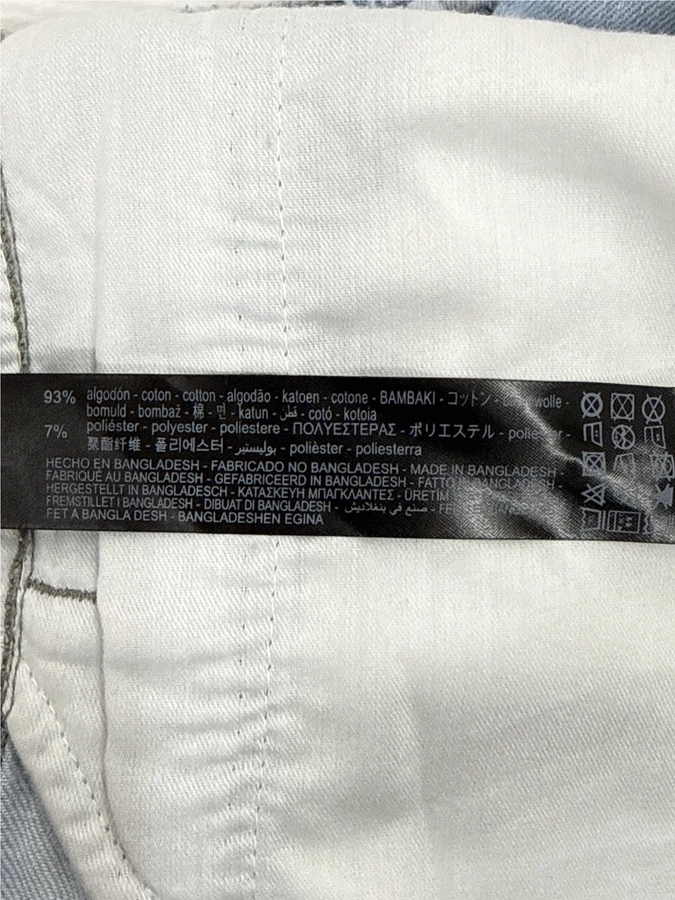 93% algodón - coton - cotton - algodão - katoen - cotone - BAMBAKI - コットン - wolle -
bomuld - bombaž - 棉 - 면 - katun - قطن - cotó - kotoia
7% poliéster - polyester - poliestere - ΠΟΛΥΕΣΤΕΡΑΣ - ポリエステル -
聚酯纤维 - 폴리에스터 - بوليستير - polièster - poliesterra
HECHO EN BANGLADESH - FABRICADO NO BANGLADESH - MADE IN BANGLADESH -
FABRIQUÉ AU BANGLADESH - GEFABRICEERD IN BANGLADESH - FATTO BANGLADESH -
HERGESTELLT IN BANGLADESCH - ΚΑΤΑΣΚΕΥΗ ΜΠΑΓΚΛΑΝΤΕΣ - ÜRETIM
FREMSTILLET I BANGLADESH - DIBUAT DI BANGLADESH - صنع في بنغلاديش -
FET A BANGLA DESH - BANGLADESHEN EGINA